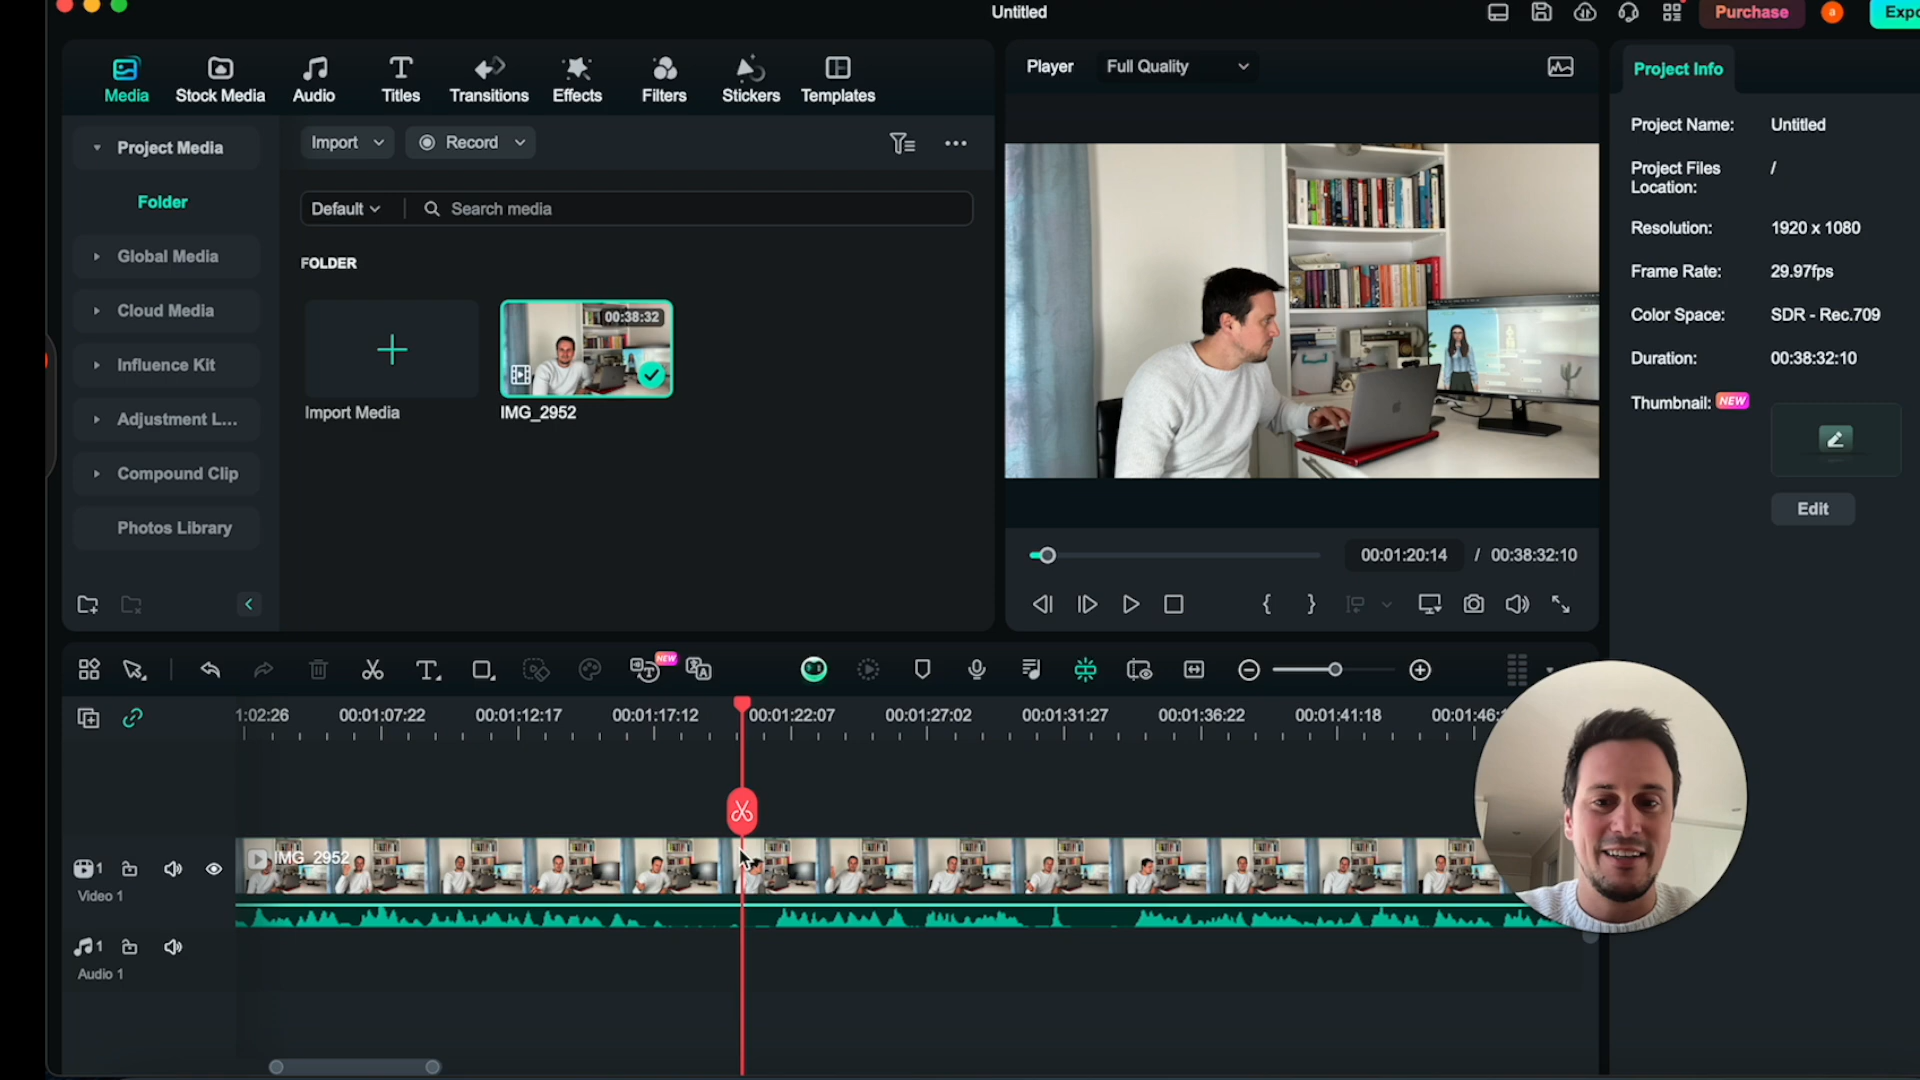 Untitled
Purchase
a
Expo
Media
Stock Media
Audio
Titles
Transitions
Effects
Filters
Stickers
Templates
Player
Full Quality
Project Info
Project Media
Folder
Global Media
Cloud Media
Influence Kit
Adjustment L...
Compound Clip
Photos Library
Import
Record
Default
Search media
FOLDER
00:38:32
Import Media
IMG_2952
Project Name: Untitled
Project Files
Location:
/
Resolution: 1920 x 1080
Frame Rate: 29.97fps
Color Space: SDR - Rec.709
Duration: 00:38:32:10
Thumbnail: NEW
Edit
00:01:20:14 / 00:38:32:10
NEW
1:02:26
00:01:07:22
00:01:12:17
00:01:17:12
00:01:22:07
00:01:27:02
00:01:31:27
00:01:36:22
00:01:41:18
00:01:46:
IMG_2952
1
Video 1
1
Audio 1